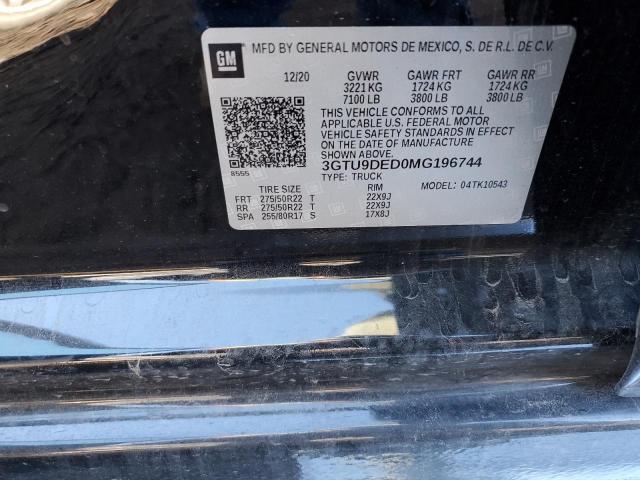 GM MFD BY GENERAL MOTORS DE MEXICO, S. DE R.L. DE C.V.
12/20 GVWR GAWR FRT GAWR RR
3221 KG 1724 KG 1724 KG
7100 LB 3800 LB 3800 LB
THIS VEHICLE CONFORMS TO ALL
APPLICABLE U.S. FEDERAL MOTOR
VEHICLE SAFETY STANDARDS IN EFFECT
ON THE DATE OF MANUFACTURE
SHOWN ABOVE.
8555 3GTU9DED0MG196744
TYPE: TRUCK MODEL: 04TK10543
TIRE SIZE RIM
FRT 275/50R22 T 22X9J
RR 275/50R22 T 22X9J
SPA 255/80R17 S 17X8J